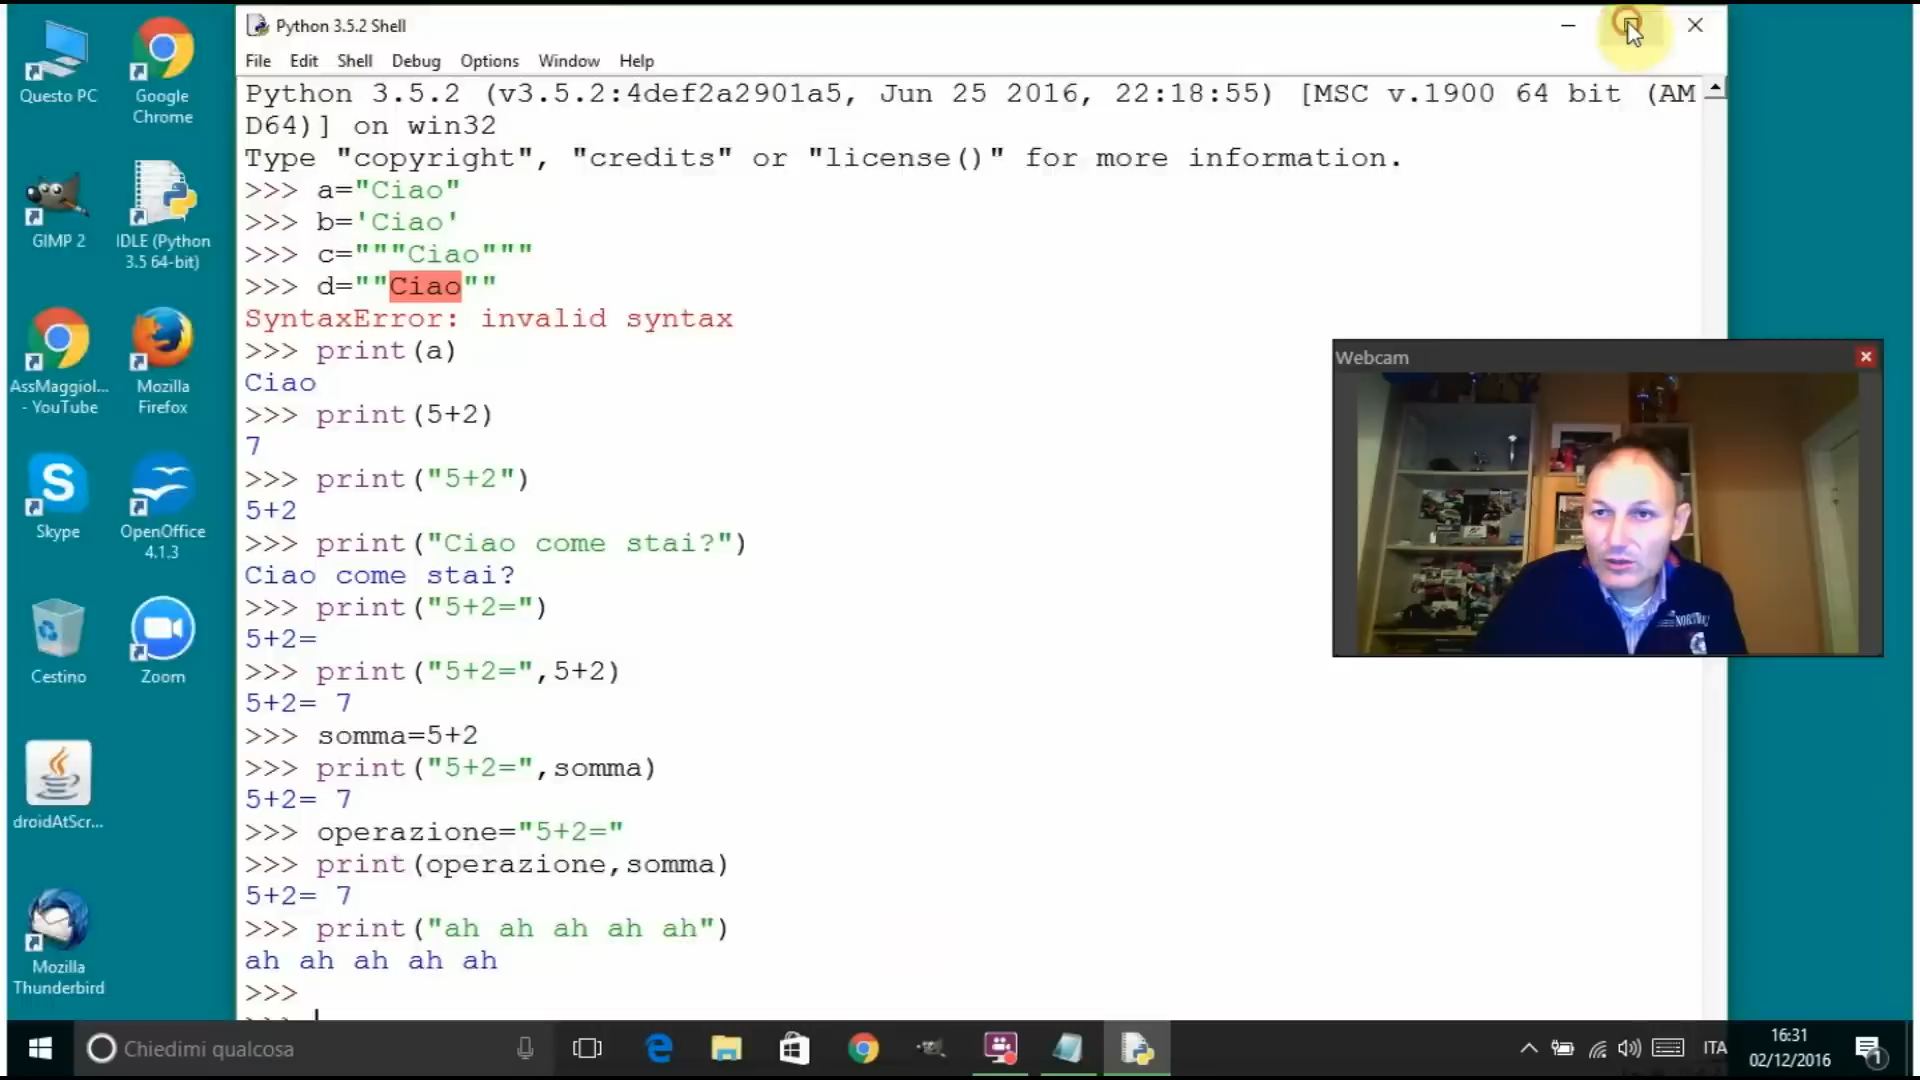 Questo PC
Google
Chrome
GIMP 2
IDLE (Python
3.5 64-bit)
AssMaggiol...
- YouTube
Mozilla
Firefox
Skype
OpenOffice
4.1.3
Cestino
Zoom
droidAtScr...
Mozilla
Thunderbird
Python 3.5.2 Shell
File Edit Shell Debug Options Window Help
Python 3.5.2 (v3.5.2:4def2a2901a5, Jun 25 2016, 22:18:55) [MSC v.1900 64 bit (AM
D64)] on win32
Type "copyright", "credits" or "license()" for more information.
>>> a="Ciao"
>>> b='Ciao'
>>> c="""Ciao"""
>>> d=""Ciao""
SyntaxError: invalid syntax
>>> print(a)
Ciao
>>> print(5+2)
7
>>> print("5+2")
5+2
>>> print("Ciao come stai?")
Ciao come stai?
>>> print("5+2=")
5+2=
>>> print("5+2=",5+2)
5+2= 7
>>> somma=5+2
>>> print("5+2=",somma)
5+2= 7
>>> operazione="5+2="
>>> print(operazione,somma)
5+2= 7
>>> print("ah ah ah ah ah")
ah ah ah ah ah
>>>
>>>
Webcam
Chiedimi qualcosa
ITA
16:31
02/12/2016
1